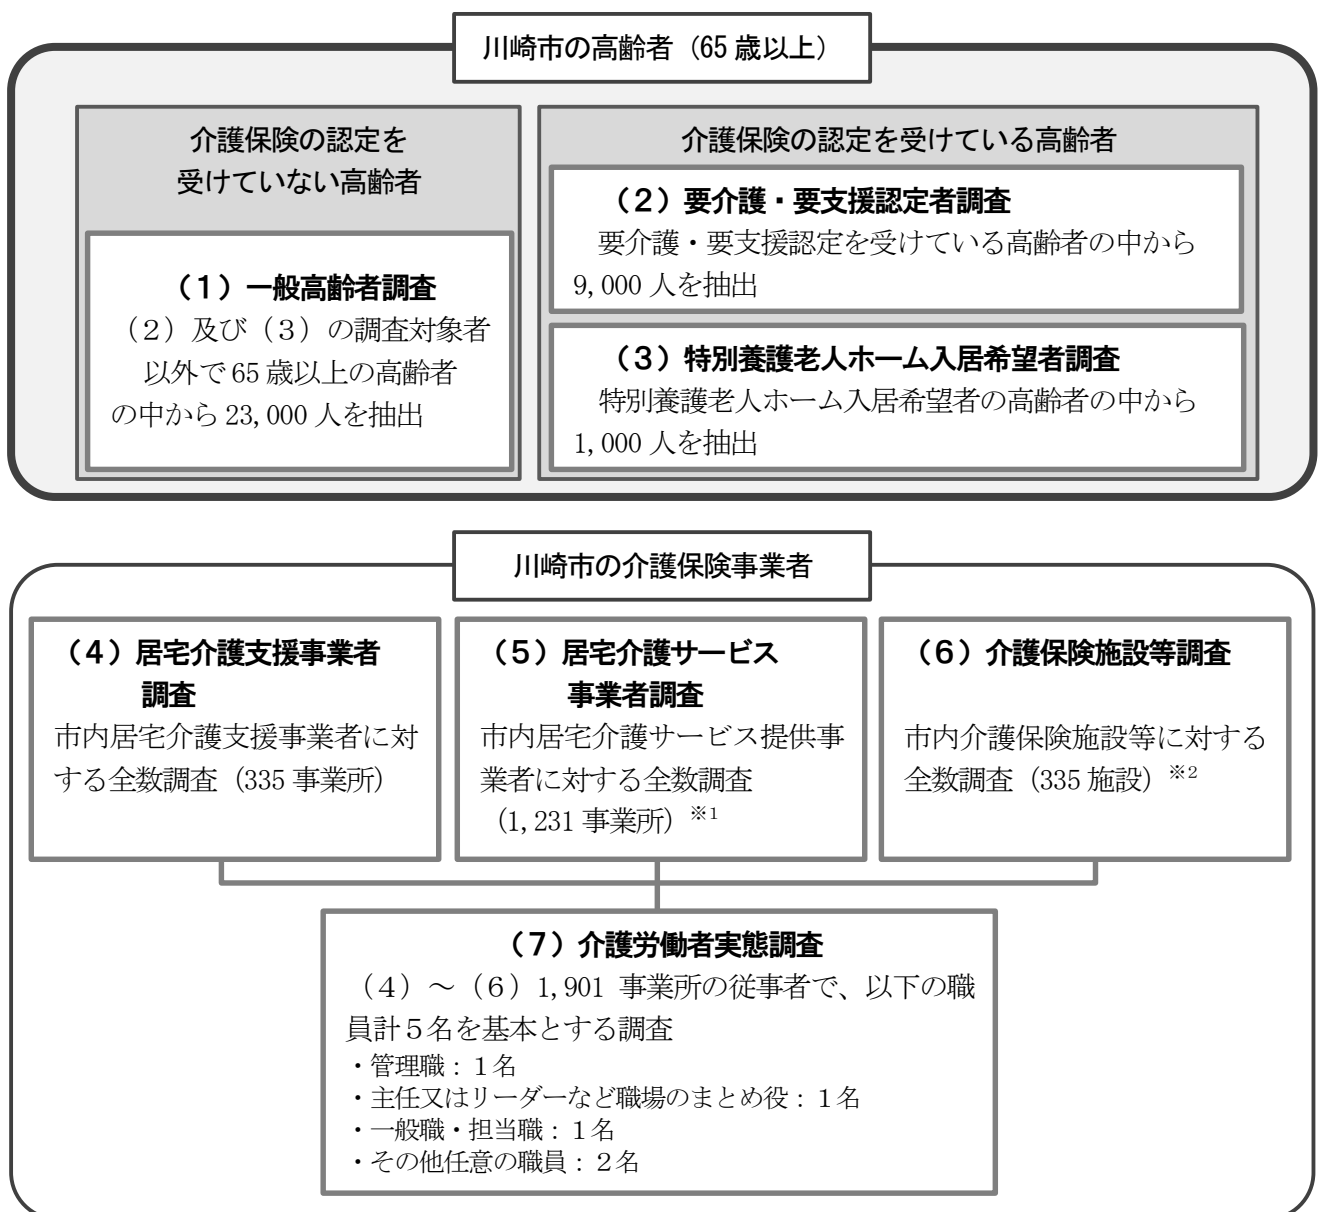 川崎市の高齢者（65 歳以上）
介護保険の認定を
受けていない高齢者
（１）一般高齢者調査
（２）及び（３）の調査対象者
以外で 65 歳以上の高齢者
の中から 23,000 人を抽出
介護保険の認定を受けている高齢者
（２）要介護・要支援認定者調査
要介護・要支援認定を受けている高齢者の中から
9,000 人を抽出
（３）特別養護老人ホーム入居希望者調査
特別養護老人ホーム入居希望者の高齢者の中から
1,000 人を抽出
川崎市の介護保険事業者
（４）居宅介護支援事業者
調査
市内居宅介護支援事業者に対
する全数調査（335 事業所）
（５）居宅介護サービス
事業者調査
市内居宅介護サービス提供事
業者に対する全数調査
（1,231 事業所）※1
（６）介護保険施設等調査
市内介護保険施設等に対する
全数調査（335 施設）※2
（７）介護労働者実態調査
（４）～（６）1,901 事業所の従事者で、以下の職
員計５名を基本とする調査
・管理職：１名
・主任又はリーダーなど職場のまとめ役：１名
・一般職・担当職：１名
・その他任意の職員：２名